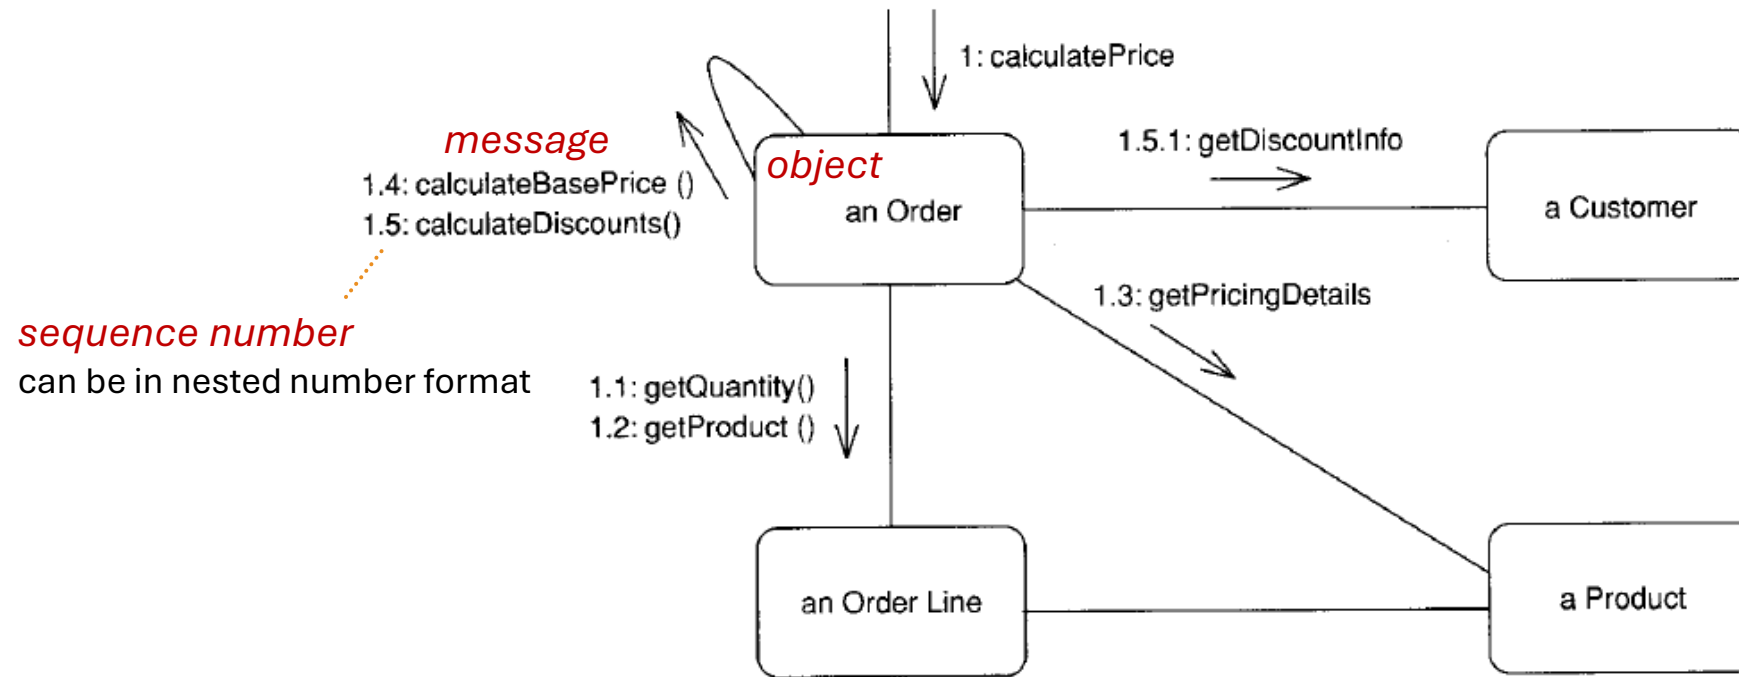 1: calculatePrice
message
1.4: calculateBasePrice ()
1.5: calculateDiscounts()
object
an Order
1.5.1: getDiscountInfo
a Customer
sequence number
can be in nested number format
1.3: getPricingDetails
1.1: getQuantity()
1.2: getProduct ()
an Order Line
a Product